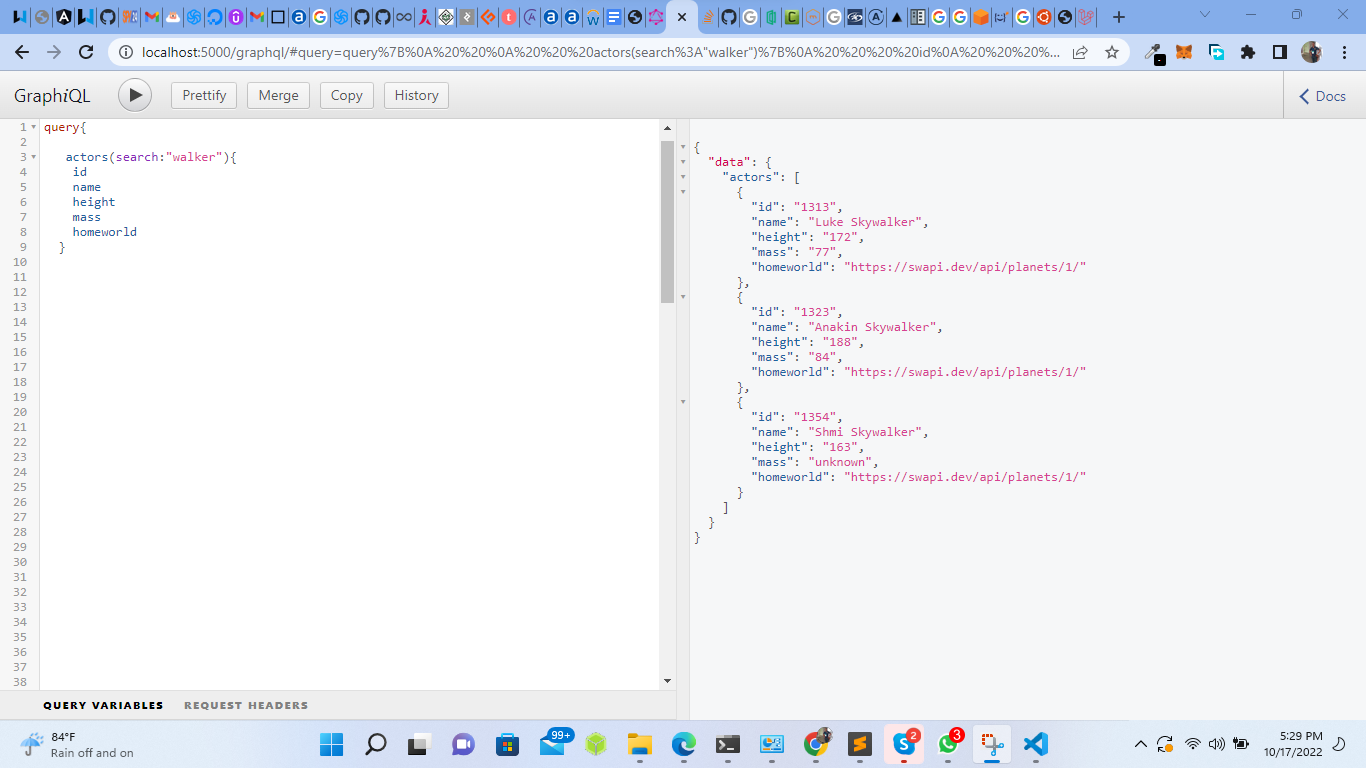 localhost:5000/graphql/#query=query%7B%0A%20%20%0A%20%20%20actors(search%3A"walker")%7B%0A%20%20%20%20id%0A%20%20%20%20%...
GraphiQL
Prettify
Merge
Copy
History
Docs
1 query{
2
3 actors(search:"walker"){
4 id
5 name
6 height
7 mass
8 homeworld
9 }
10
11
12
13
14
15
16
17
18
19
20
21
22
23
24
25
26
27
28
29
30
31
32
33
34
35
36
37
38
{
"data": {
"actors": [
{
"id": "1313",
"name": "Luke Skywalker",
"height": "172",
"mass": "77",
"homeworld": "https://swapi.dev/api/planets/1/"
},
{
"id": "1323",
"name": "Anakin Skywalker",
"height": "188",
"mass": "84",
"homeworld": "https://swapi.dev/api/planets/1/"
},
{
"id": "1354",
"name": "Shmi Skywalker",
"height": "163",
"mass": "unknown",
"homeworld": "https://swapi.dev/api/planets/1/"
}
]
}
}
QUERY VARIABLES REQUEST HEADERS
84°F
Rain off and on
99+
2
3
5:29 PM
10/17/2022